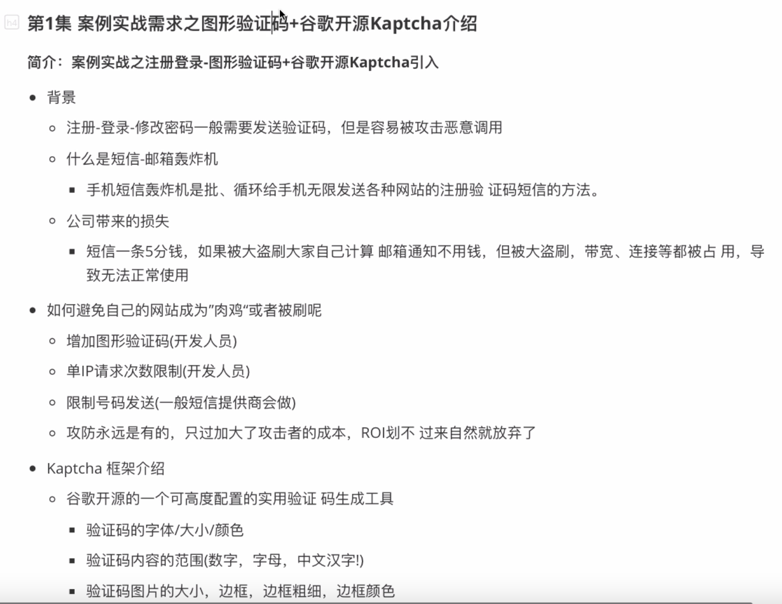 第1集 案例实战需求之图形验证码+谷歌开源Kaptcha介绍
简介：案例实战之注册登录-图形验证码+谷歌开源Kaptcha引入
背景
注册-登录-修改密码一般需要发送验证码，但是容易被攻击恶意调用
什么是短信-邮箱轰炸机
手机短信轰炸机是批、循环给手机无限发送各种网站的注册验 证码短信的方法。
公司带来的损失
短信一条5分钱，如果被大盗刷大家自己计算 邮箱通知不用钱，但被大盗刷，带宽、连接等都被占 用，导
致无法正常使用
如何避免自己的网站成为”肉鸡“或者被刷呢
增加图形验证码(开发人员)
单IP请求次数限制(开发人员)
限制号码发送(一般短信提供商会做)
攻防永远是有的，只过加大了攻击者的成本，ROI划不 过来自然就放弃了
Kaptcha 框架介绍
谷歌开源的一个可高度配置的实用验证 码生成工具
验证码的字体/大小/颜色
验证码内容的范围(数字，字母，中文汉字!)
验证码图片的大小，边框，边框粗细，边框颜色